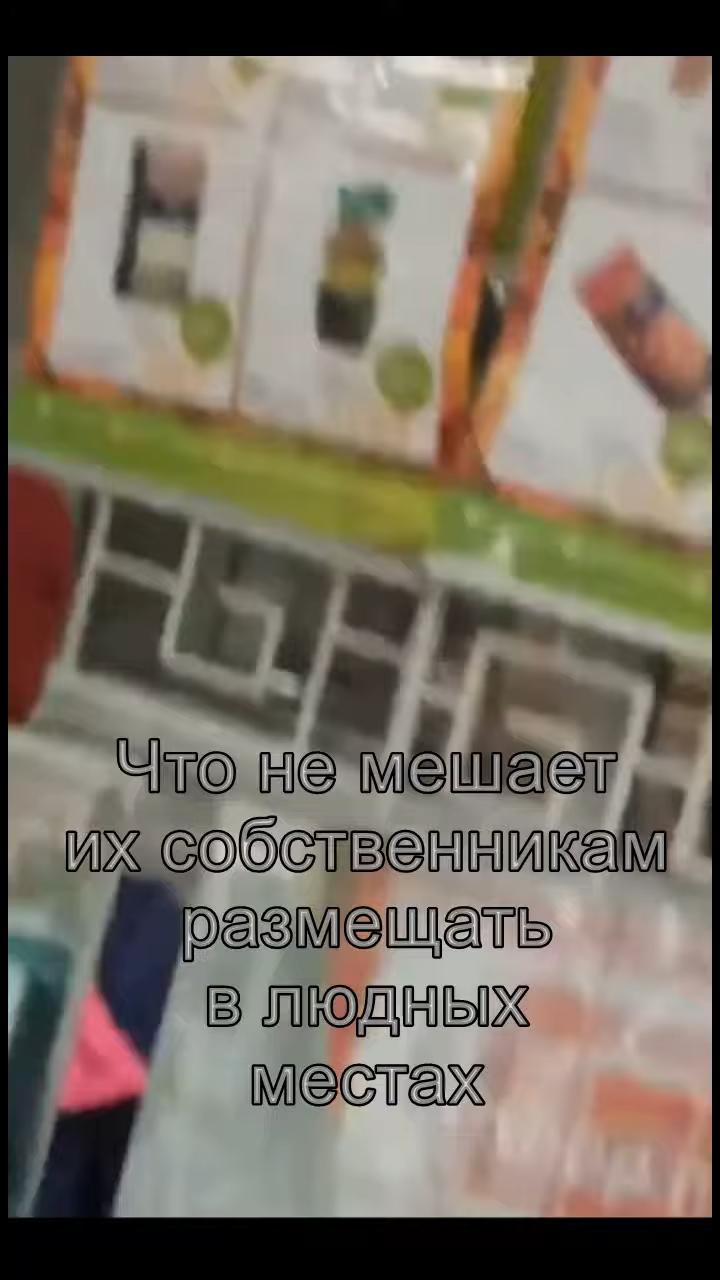 Что не мешает
их собственникам
размещать
в людных
местах